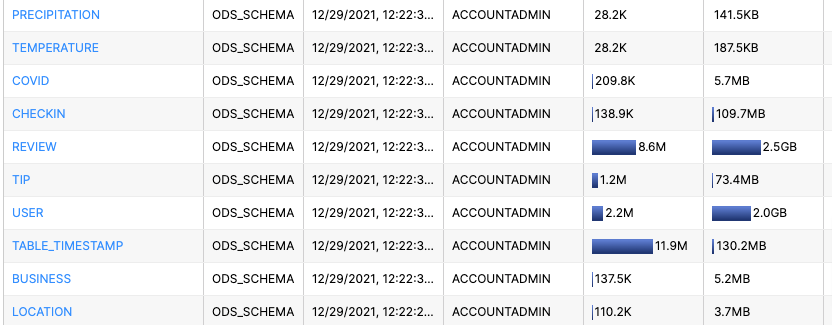 PRECIPITATION ODS_SCHEMA 12/29/2021, 12:22:3... ACCOUNTADMIN 28.2K 141.5KB
TEMPERATURE ODS_SCHEMA 12/29/2021, 12:22:3... ACCOUNTADMIN 28.2K 187.5KB
COVID ODS_SCHEMA 12/29/2021, 12:22:3... ACCOUNTADMIN 209.8K 5.7MB
CHECKIN ODS_SCHEMA 12/29/2021, 12:22:3... ACCOUNTADMIN 138.9K 109.7MB
REVIEW ODS_SCHEMA 12/29/2021, 12:22:3... ACCOUNTADMIN 8.6M 2.5GB
TIP ODS_SCHEMA 12/29/2021, 12:22:3... ACCOUNTADMIN 1.2M 73.4MB
USER ODS_SCHEMA 12/29/2021, 12:22:3... ACCOUNTADMIN 2.2M 2.0GB
TABLE_TIMESTAMP ODS_SCHEMA 12/29/2021, 12:22:3... ACCOUNTADMIN 11.9M 130.2MB
BUSINESS ODS_SCHEMA 12/29/2021, 12:22:3... ACCOUNTADMIN 137.5K 5.2MB
LOCATION ODS_SCHEMA 12/29/2021, 12:22:2... ACCOUNTADMIN 110.2K 3.7MB